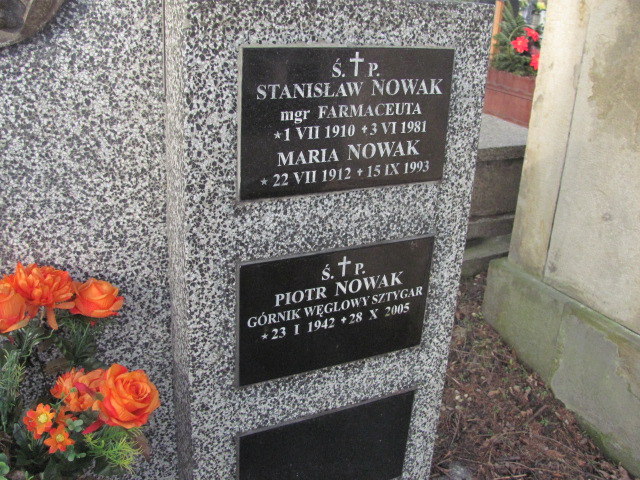 Ś. ✝ P.
STANISŁAW NOWAK
mgr FARMACEUTA
*1 VII 1910 +3 VI 1981
MARIA NOWAK
* 22 VII 1912 + 15 IX 1993
Ś. ✝ P.
PIOTR NOWAK
GÓRNIK WĘGLOWY SZTYGAR
* 23 I 1942 + 28 X 2005